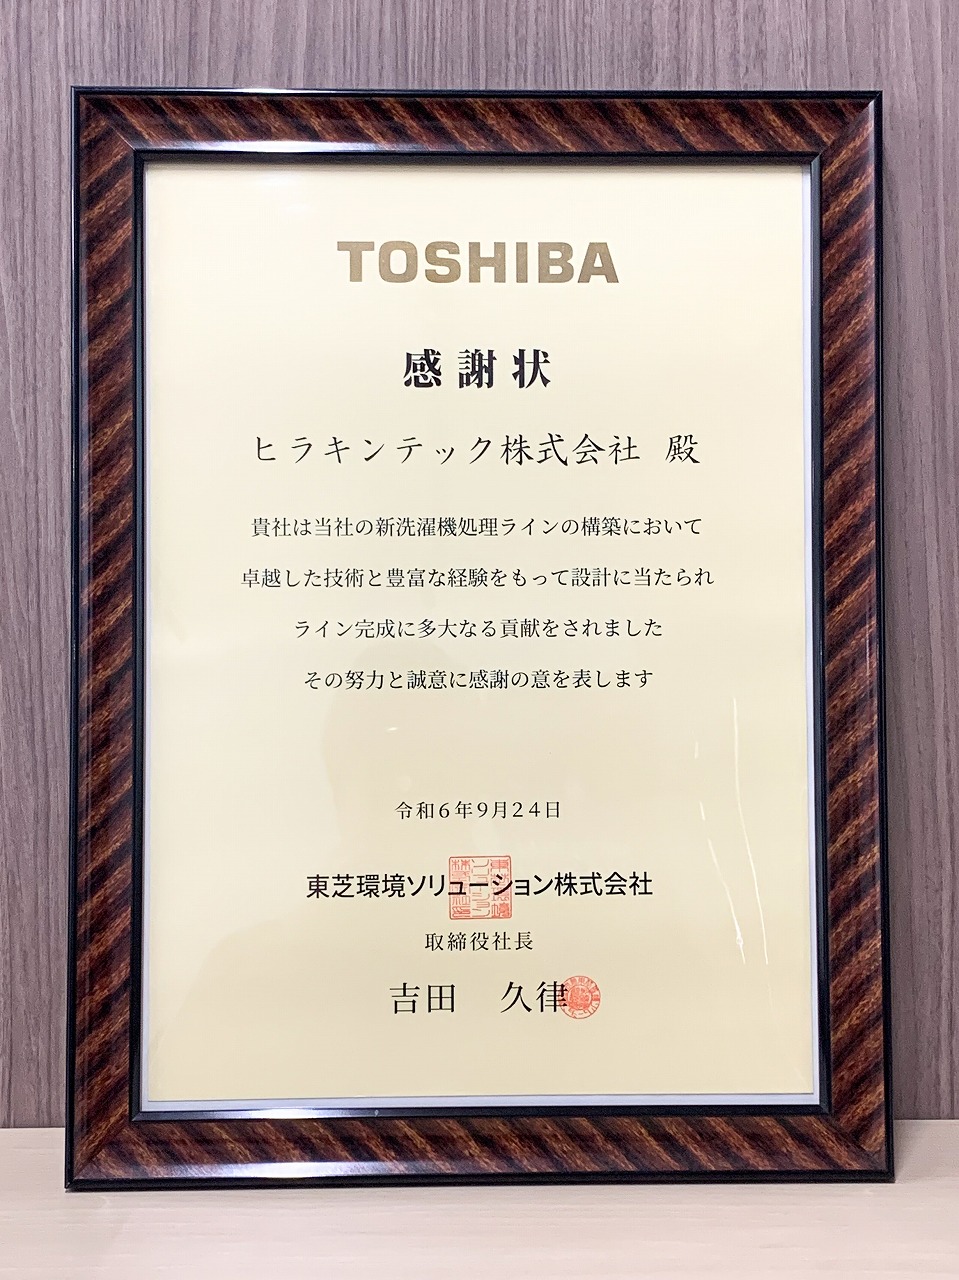 TOSHIBA
感謝状
ヒラキンテック株式会社 殿
貴社は当社の新洗濯機処理ラインの構築において
卓越した技術と豊富な経験をもって設計に当たられ
ライン完成に多大なる貢献をされました
その努力と誠意に感謝の意を表します
令和6年9月24日
東芝環境ソリューション株式会社
取締役社長
吉田 久律